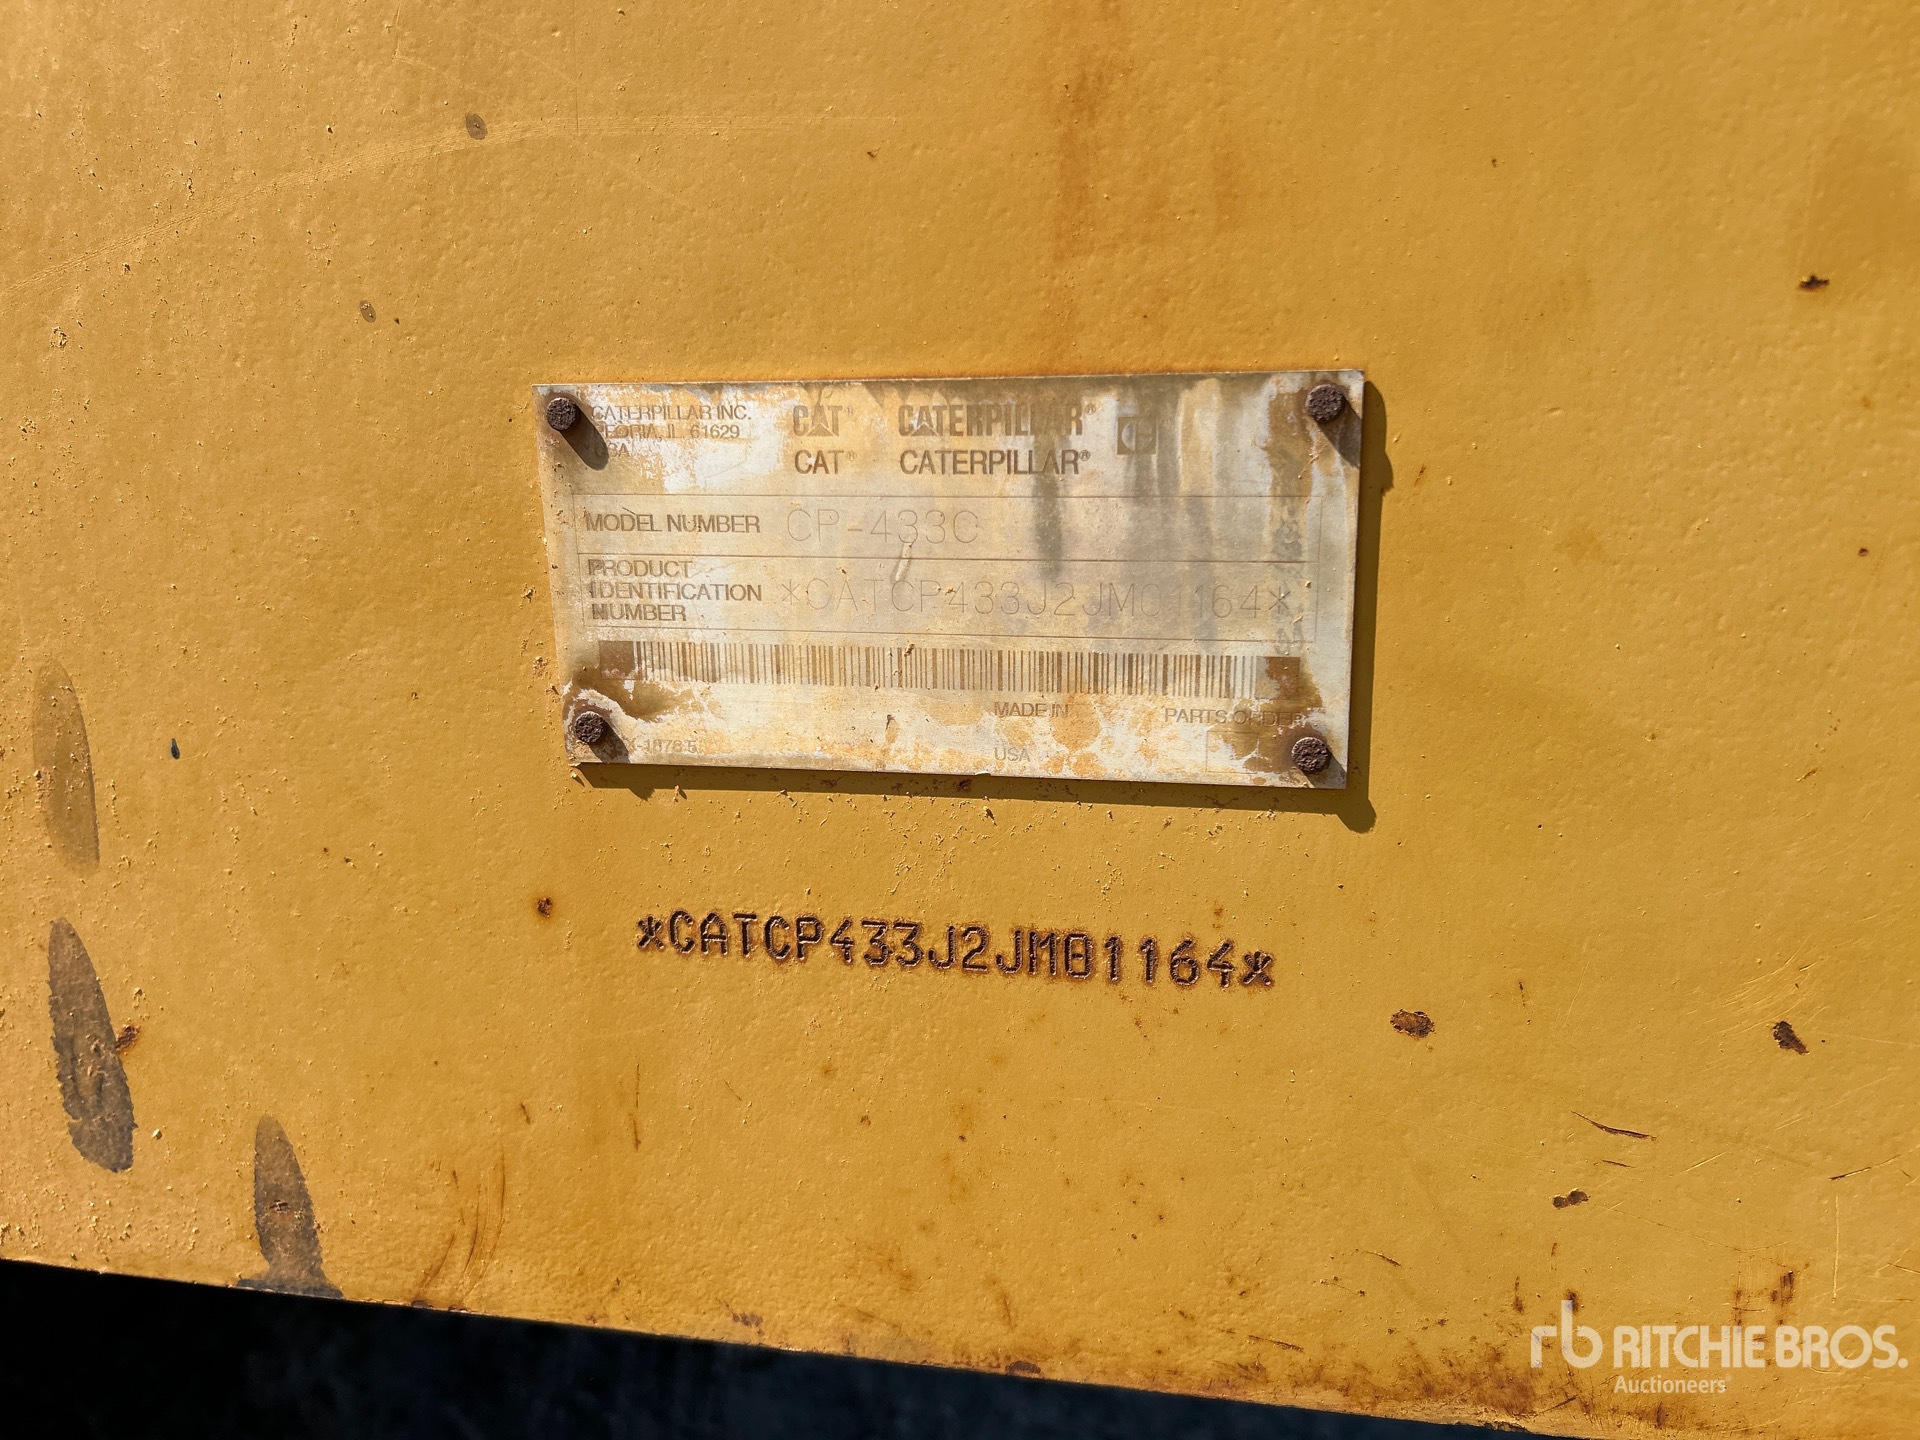 CATERPILLAR INC.
PEORIA, IL 61629
USA
CAT® CATERPILLAR®
CAT® CATERPILLAR®
MODEL NUMBER CP-433C
PRODUCT
IDENTIFICATION
NUMBER
*CATCP433J2JM01164*
MADE IN
USA
PARTS ORDER
*CATCP433J2JM01164*
rb RITCHIE BROS.
Auctioneers